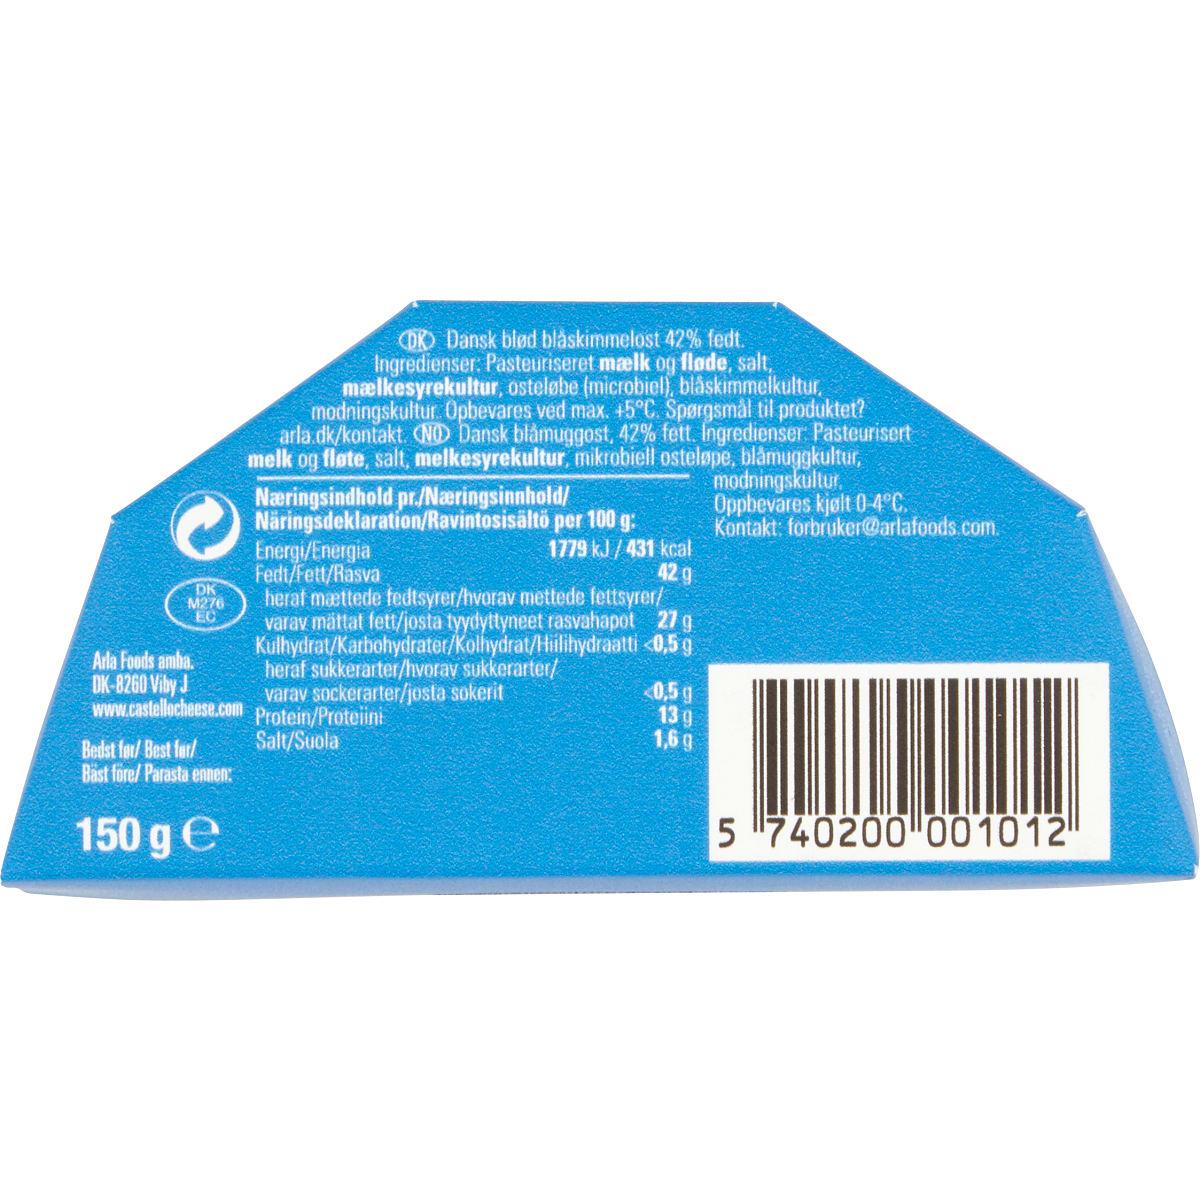 DK Dansk blød blåskimmelost 42% fedt.
Ingredienser: Pasteuriseret mælk og fløde, salt,
mælkesyrekultur, osteløbe (microbiel), blåskimmelkultur,
modningskultur. Opbevares ved max. +5°C. Spørgsmål til produktet?
arla.dk/kontakt. NO Dansk blåmuggost, 42% fett. Ingredienser: Pasteurisert
melk og fløte, salt, melkesyrekultur, mikrobiell osteløpe, blåmuggkultur,
modningskultur.
Oppbevares kjølt 0-4°C.
Kontakt: forbruker@arlafoods.com.
Næringsindhold pr./Næringsinnhold/
Näringsdeklaration/Ravintosisältö per 100 g:
Energi/Energia 1779 kJ / 431 kcal
Fedt/Fett/Rasva 42 g
heraf mættede fedtsyrer/hvorav mettede fettsyrer/
varav mättat fett/josta tyydyttyneet rasvahapot 27 g
Kulhydrat/Karbohydrater/Kolhydrat/Hiilihydraatti <0,5 g
heraf sukkerarter/hvorav sukkerarter/
varav sockerarter/josta sokerit <0,5 g
Protein/Proteiini 13 g
Salt/Suola 1,6 g
DK
M276
EC
Arla Foods amba.
DK-8260 Viby J
www.castellocheese.com
Bedst før/ Best før/
Bäst före/ Parasta ennen:
150 g e
5 740200 001012